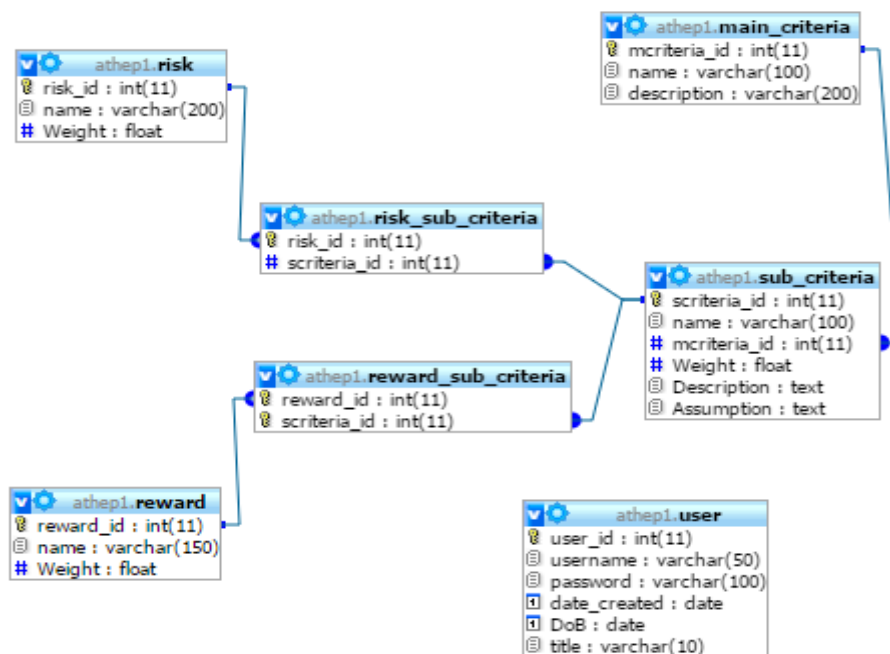 athep1.risk
risk_id : int(11)
name : varchar(200)
# Weight : float
athep1.main_criteria
mcriteria_id : int(11)
name : varchar(100)
description : varchar(200)
athep1.risk_sub_criteria
risk_id : int(11)
# scriteria_id : int(11)
athep1.sub_criteria
scriteria_id : int(11)
name : varchar(100)
# mcriteria_id : int(11)
# Weight : float
Description : text
Assumption : text
athep1.reward_sub_criteria
reward_id : int(11)
scriteria_id : int(11)
athep1.reward
reward_id : int(11)
name : varchar(150)
# Weight : float
athep1.user
user_id : int(11)
username : varchar(50)
password : varchar(100)
date_created : date
DoB : date
title : varchar(10)